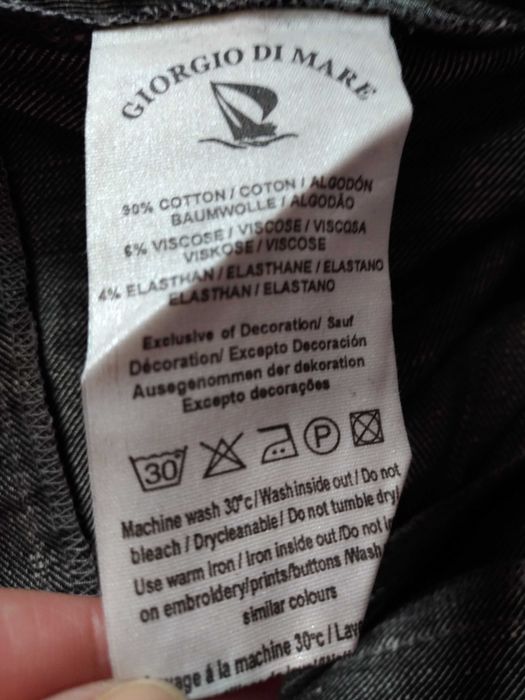 GIORGIO DI MARE
90% COTTON / COTON / ALGODÓN
BAUMWOLLE / ALGODÃO
6% VISCOSE / VISCOSE / VISCOSA
VISKOSE / VISCOSE
4% ELASTHAN / ELASTHANE / ELASTANO
ELASTHAN / ELASTANO
Exclusive of Decoration/ Sauf
Décoration/ Excepto Decoración
Ausegenommen der dekoration
Excepto decorações
30 P
Machine wash 30°c / Wash inside out / Do not
bleach / Drycleanable / Do not tumble dry/
Use warm Iron / Iron inside out /Do not
on embroldery/prints/buttons /Wash
similar colours
à la machine 30°c /